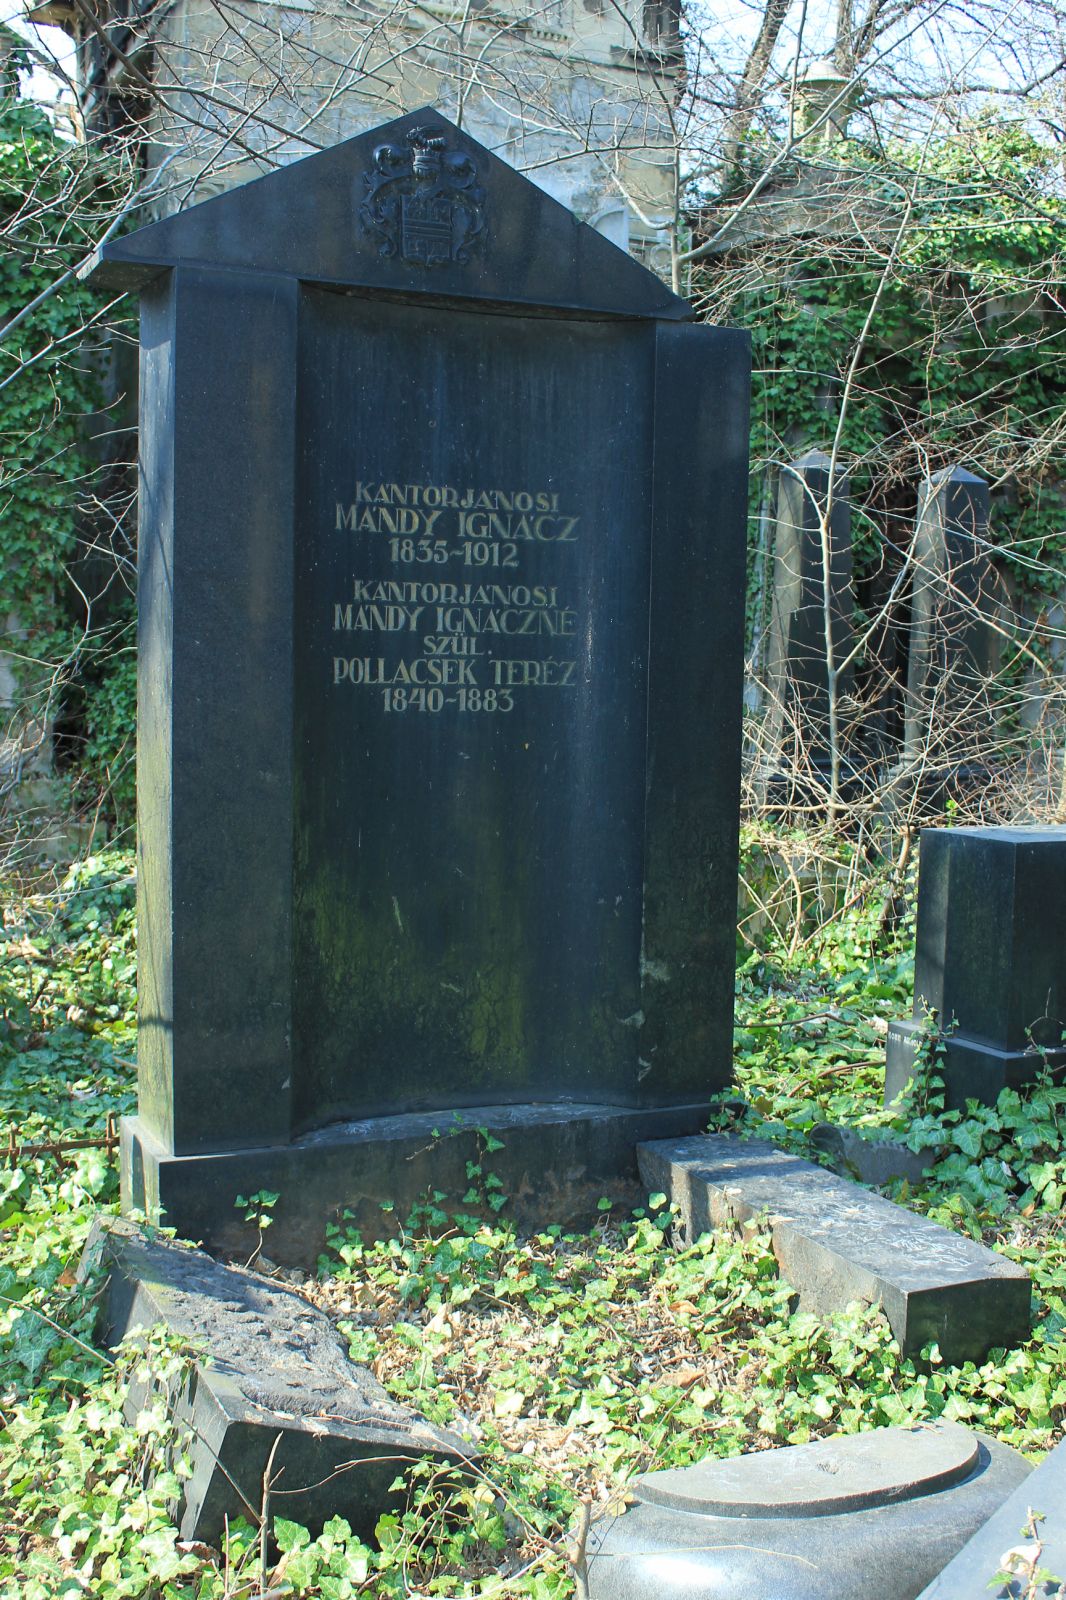 KÁNTORJÁNOSI
MÁNDY IGNÁCZ
1835-1912
KÁNTORJÁNOSI
MÁNDY IGNÁCZNÉ
SZÜL.
POLLACSEK TERÉZ
1840-1883